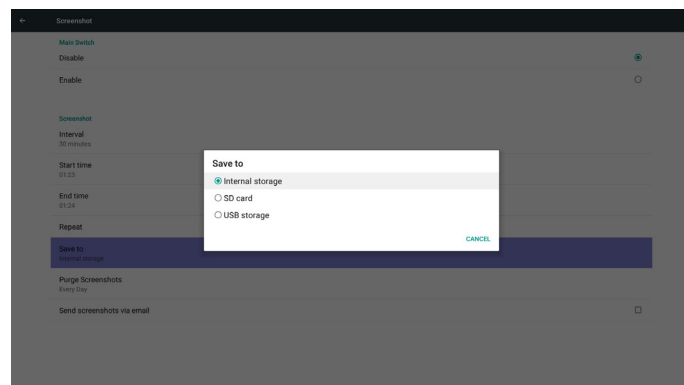 Screenshot
Main Switch
Disable
Enable
Screenshot
Interval
30 minutes
Start time
01:23
End time
01:24
Repeat
Save to
Internal storage
Purge Screenshots
Every Day
Send screenshots via email
Save to
Internal storage
SD card
USB storage
CANCEL